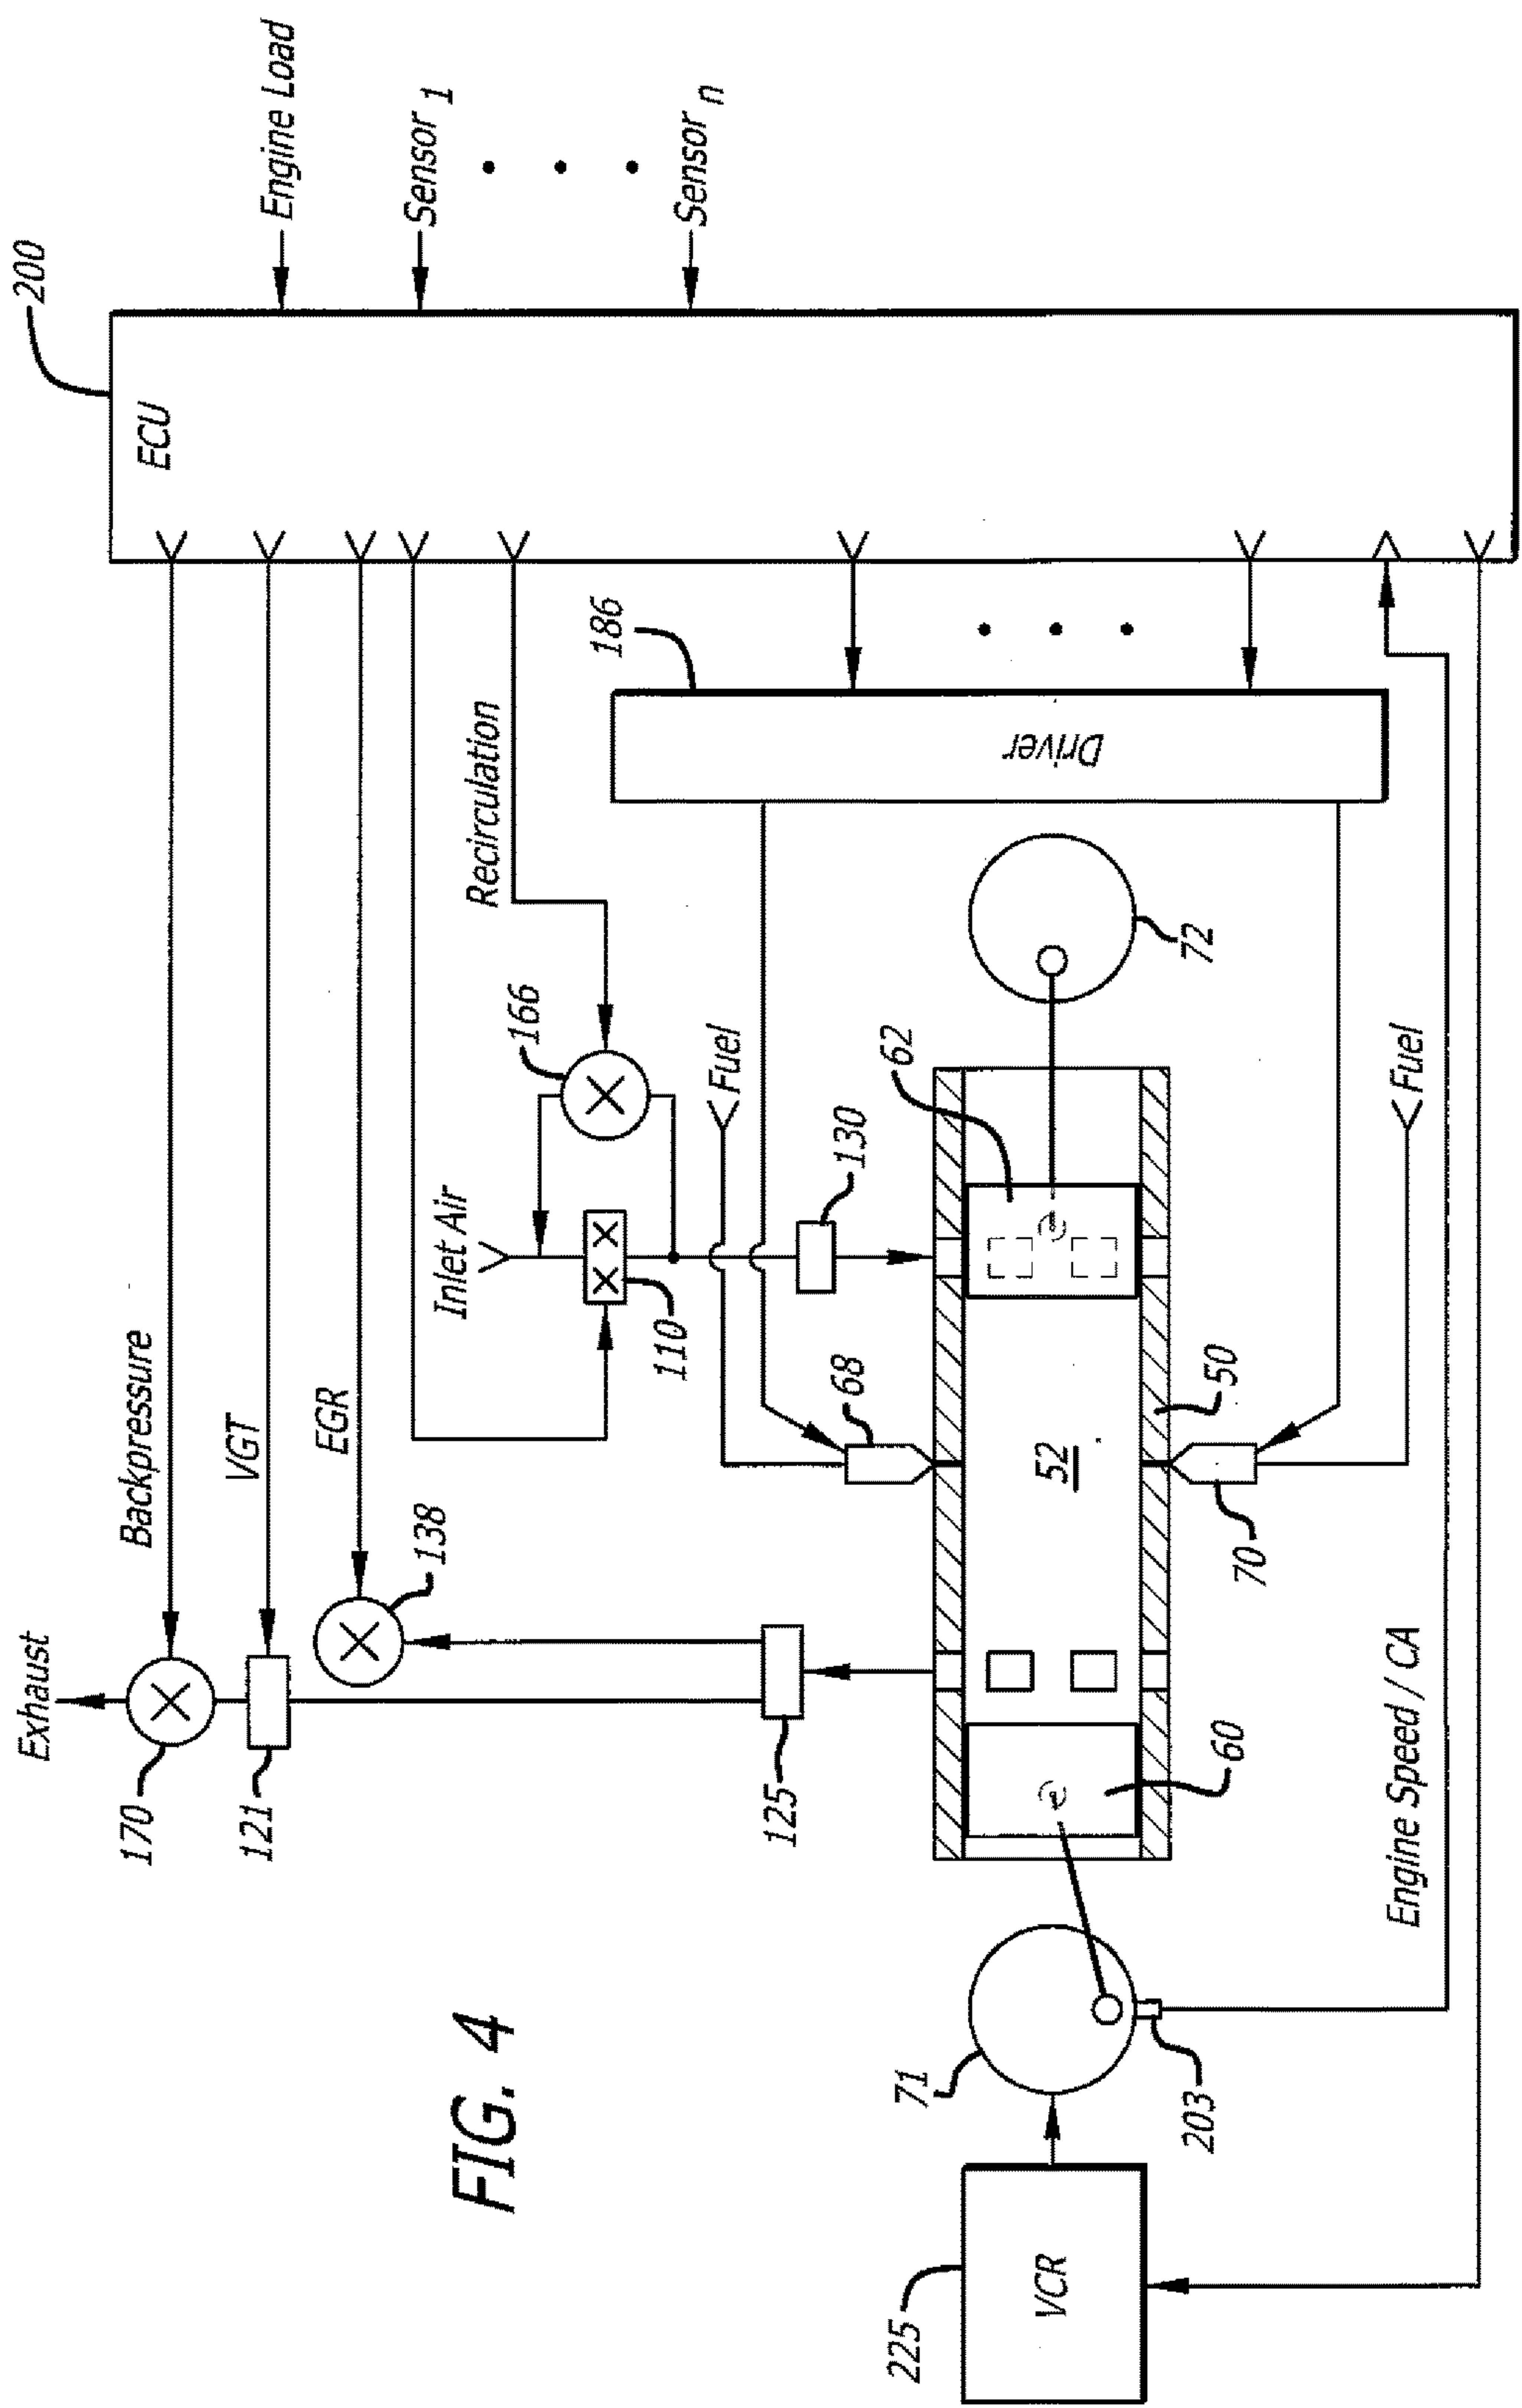 FIG. 4
Exhaust
170
121
Backpressure
VGT
EGR
138
125
Inlet Air
110
166
Recirculation
130
Fuel
68
62
72
186
Driver
ECU
200
Engine Load
Sensor 1
Sensor n
52
50
70
60
Fuel
Engine Speed / CA
71
203
225
VCR